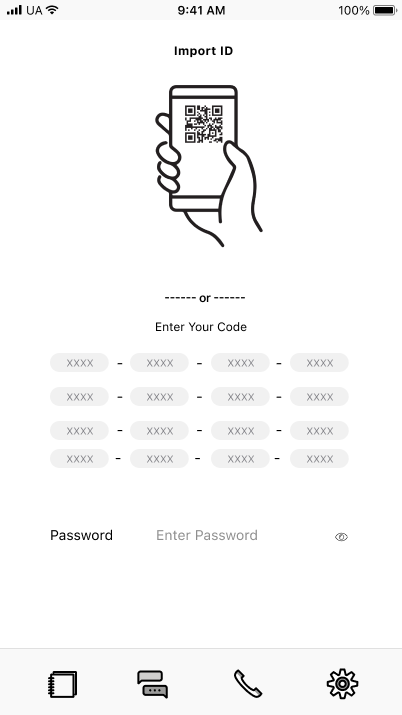 UA 9:41 AM 100%
Import ID
------ or ------
Enter Your Code
XXXX - XXXX - XXXX - XXXX
XXXX - XXXX - XXXX - XXXX
XXXX - XXXX - XXXX - XXXX
XXXX - XXXX - XXXX - XXXX
Password Enter Password